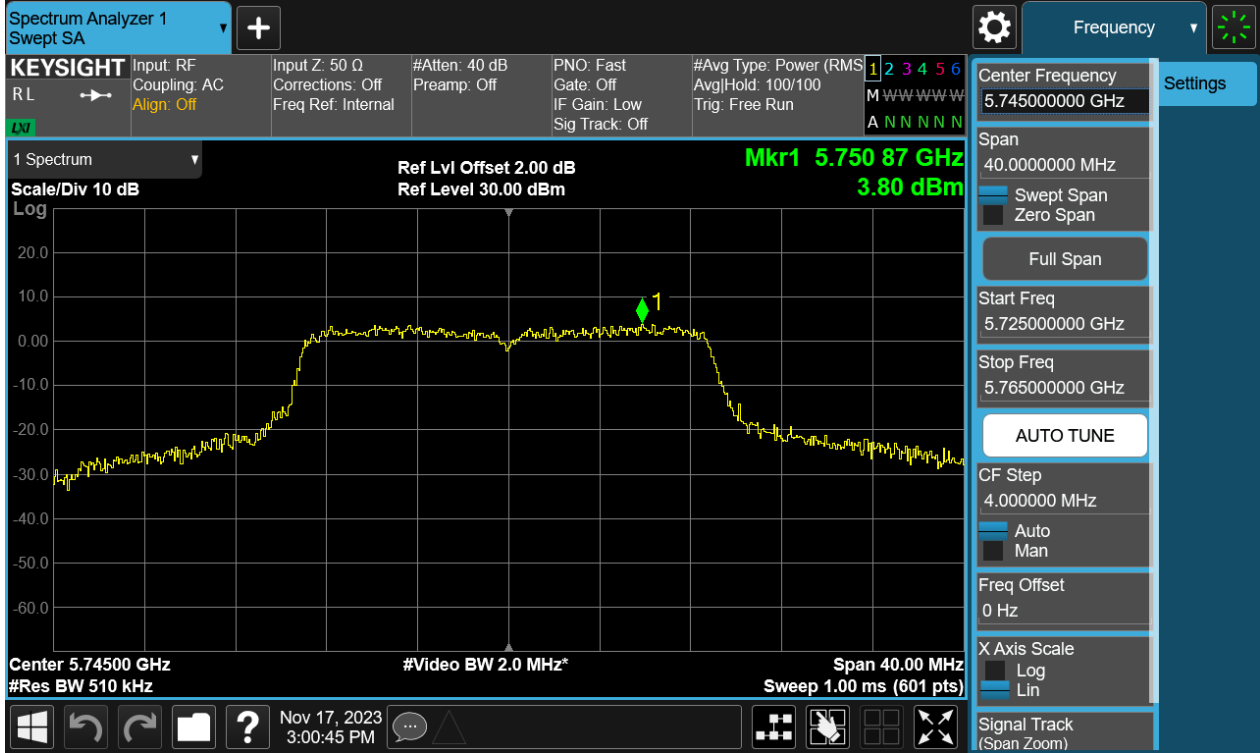 Spectrum Analyzer 1
Swept SA
Frequency
KEYSIGHT
R L
LXI
Input: RF
Coupling: AC
Align: Off
Input Z: 50 Ω
Corrections: Off
Freq Ref: Internal
#Atten: 40 dB
Preamp: Off
PNO: Fast
Gate: Off
IF Gain: Low
Sig Track: Off
#Avg Type: Power (RMS
Avg|Hold: 100/100
Trig: Free Run
1 2 3 4 5 6
M W W W W W
A N N N N N
1 Spectrum
Scale/Div 10 dB
Log
Ref Lvl Offset 2.00 dB
Ref Level 30.00 dBm
Mkr1 5.750 87 GHz
3.80 dBm
20.0
10.0
0.00
-10.0
-20.0
-30.0
-40.0
-50.0
-60.0
1
Center 5.74500 GHz
#Res BW 510 kHz
#Video BW 2.0 MHz*
Span 40.00 MHz
Sweep 1.00 ms (601 pts)
Nov 17, 2023
3:00:45 PM
?
Center Frequency
5.745000000 GHz
Span
40.0000000 MHz
Swept Span
Zero Span
Full Span
Start Freq
5.725000000 GHz
Stop Freq
5.765000000 GHz
AUTO TUNE
CF Step
4.000000 MHz
Auto
Man
Freq Offset
0 Hz
X Axis Scale
Log
Lin
Signal Track
(Span Zoom)
Settings